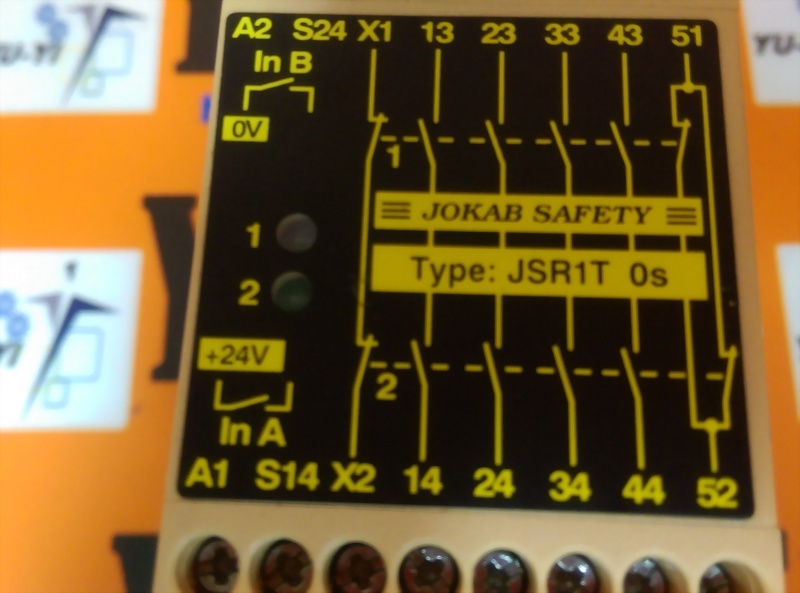 A2 S24 X1 13 23 33 43 51
In B
0V
1
JOKAB SAFETY
1
Type: JSR1T 0s
2
+24V
2
In A
A1 S14 X2 14 24 34 44 52